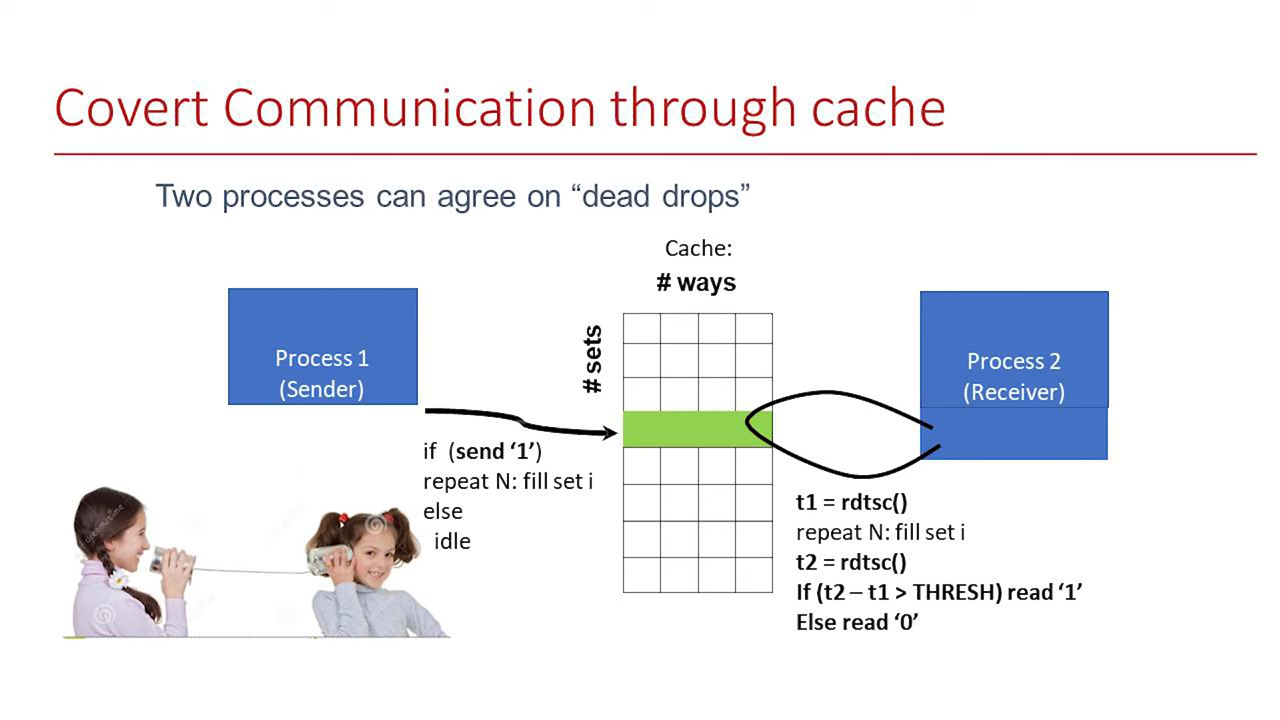 Covert Communication through cache
Two processes can agree on “dead drops”
Cache:
# ways
# sets
Process 1
(Sender)
Process 2
(Receiver)
if  (send ‘1’)
repeat N: fill set i
else
idle
t1 = rdtsc()
repeat N: fill set i
t2 = rdtsc()
If (t2 – t1 > THRESH) read ‘1’
Else read ‘0’
dreamstime